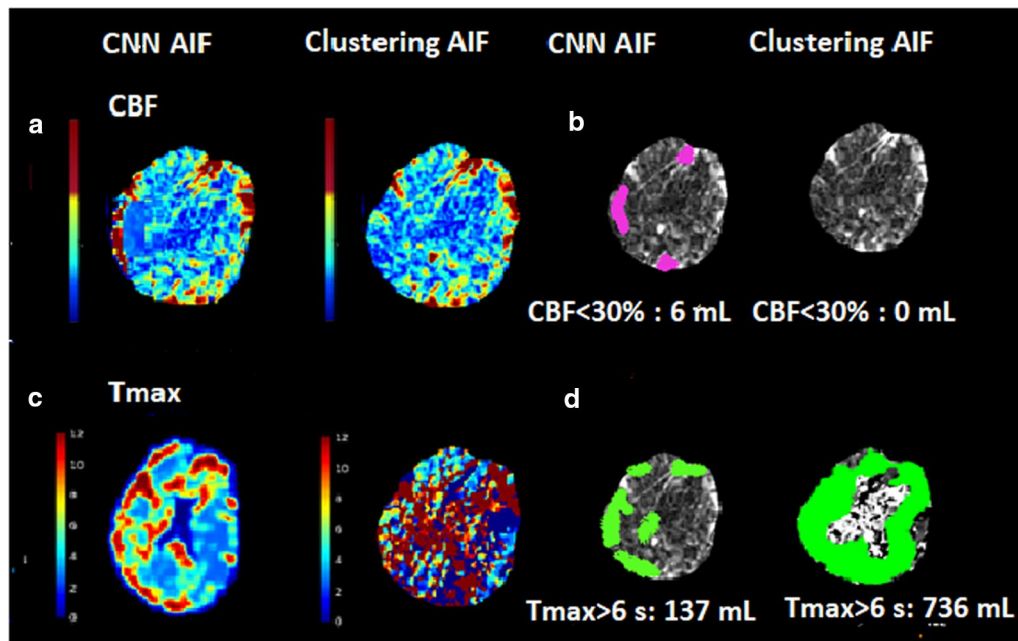 CNN AIF Clustering AIF CNN AIF Clustering AIF
CBF
a b
CBF<30% : 6 mL CBF<30% : 0 mL
Tmax
c d
12 12
10 10
8 8
6 6
4 4
2 2
0 0
Tmax>6 s: 137 mL Tmax>6 s: 736 mL